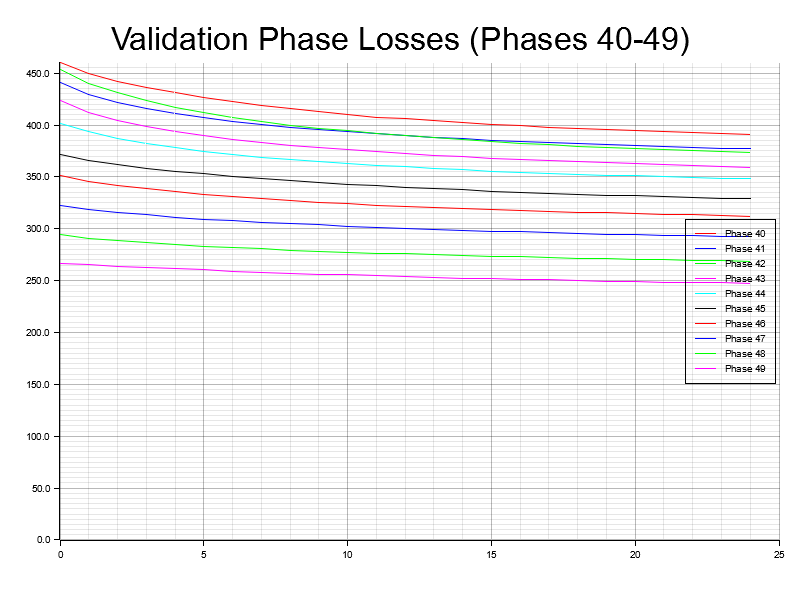 Validation Phase Losses (Phases 40-49)
450.0
400.0
350.0
300.0
250.0
200.0
150.0
100.0
50.0
0.0
Phase 40
Phase 41
Phase 42
Phase 43
Phase 44
Phase 45
Phase 46
Phase 47
Phase 48
Phase 49
0 5 10 15 20 25